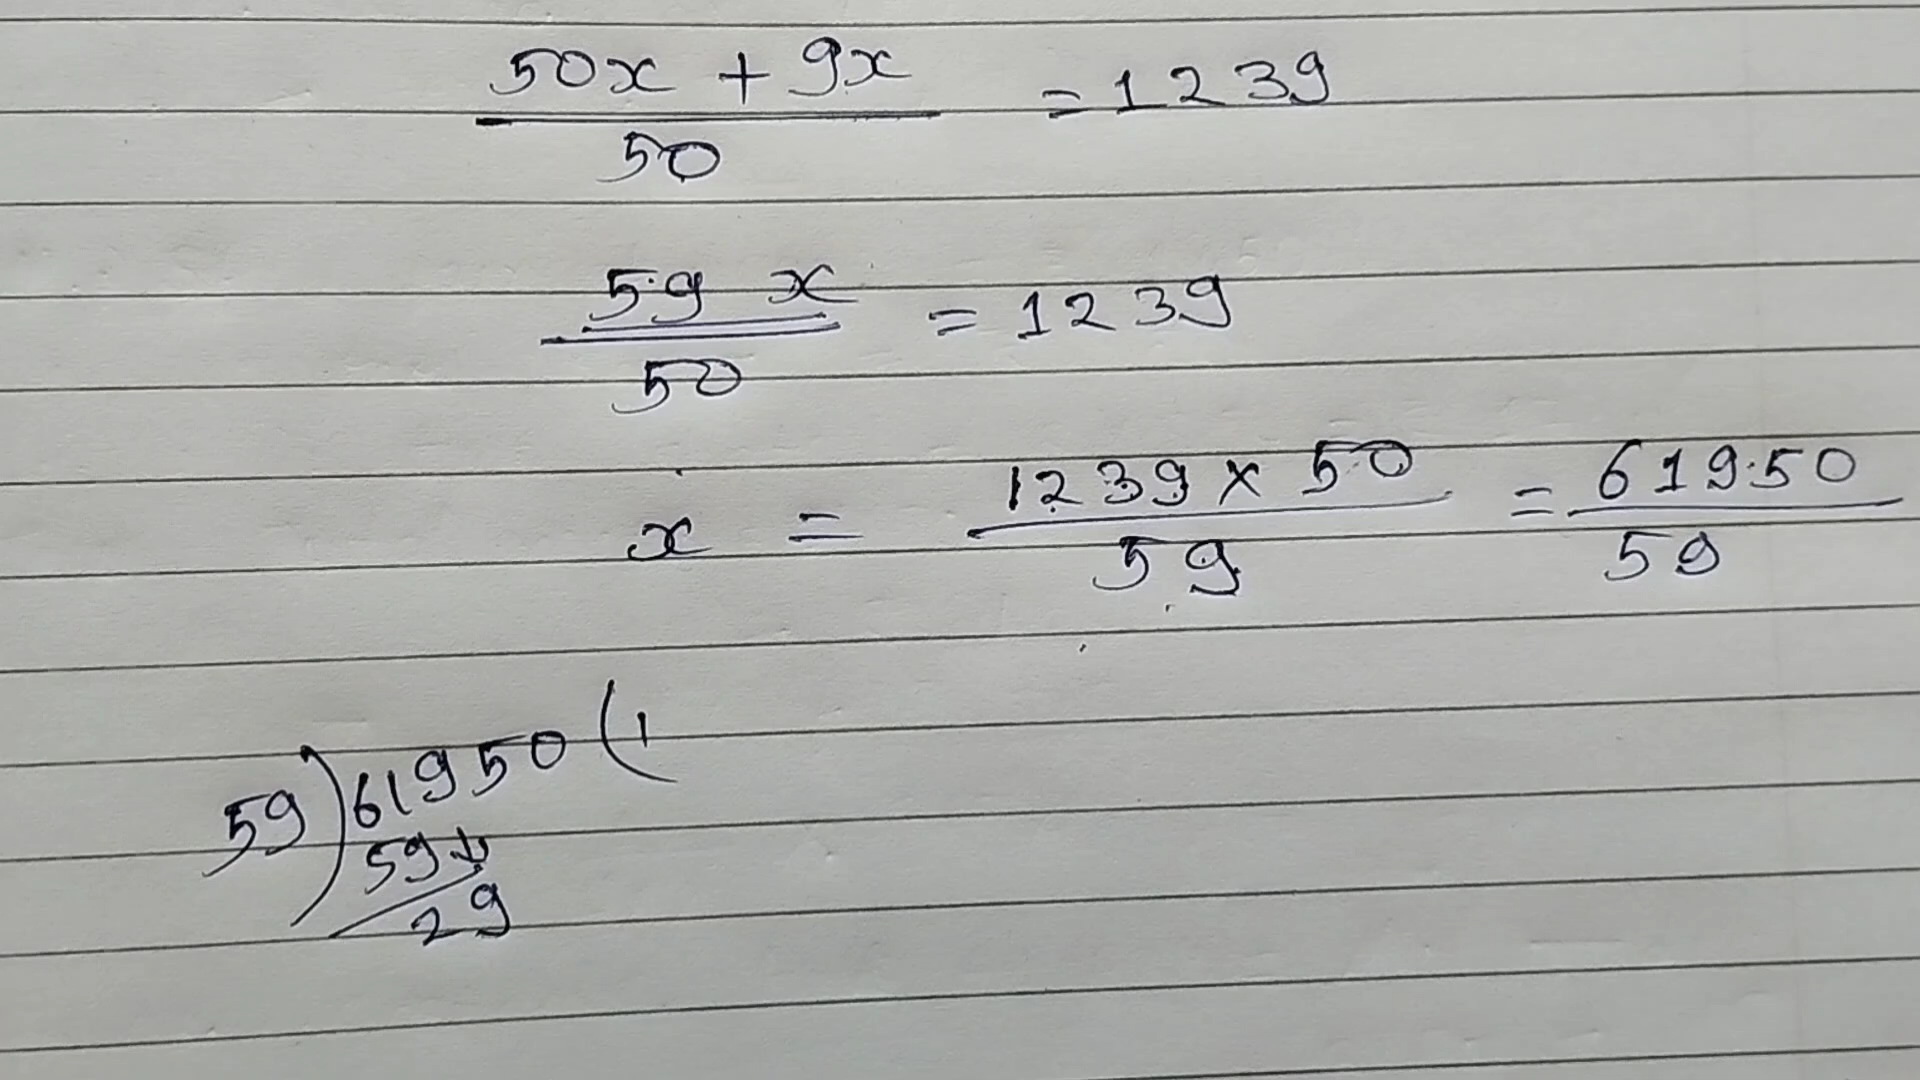 50x + 9x = 1239
50
59 x = 1239
50
x = 1239 x 50 = 61950
59 59
59)61950(1
59↓
29